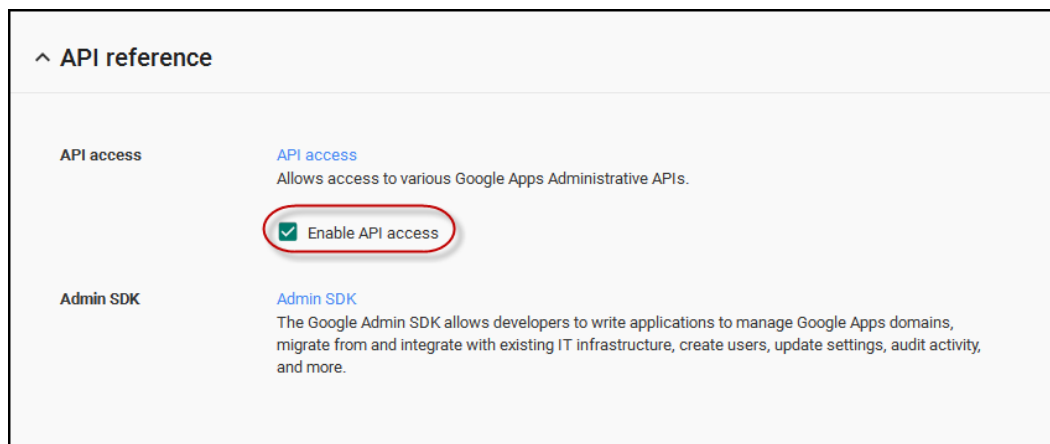 API reference
API access
API access
Allows access to various Google Apps Administrative APIs.
Enable API access
Admin SDK
Admin SDK
The Google Admin SDK allows developers to write applications to manage Google Apps domains,
migrate from and integrate with existing IT infrastructure, create users, update settings, audit activity,
and more.